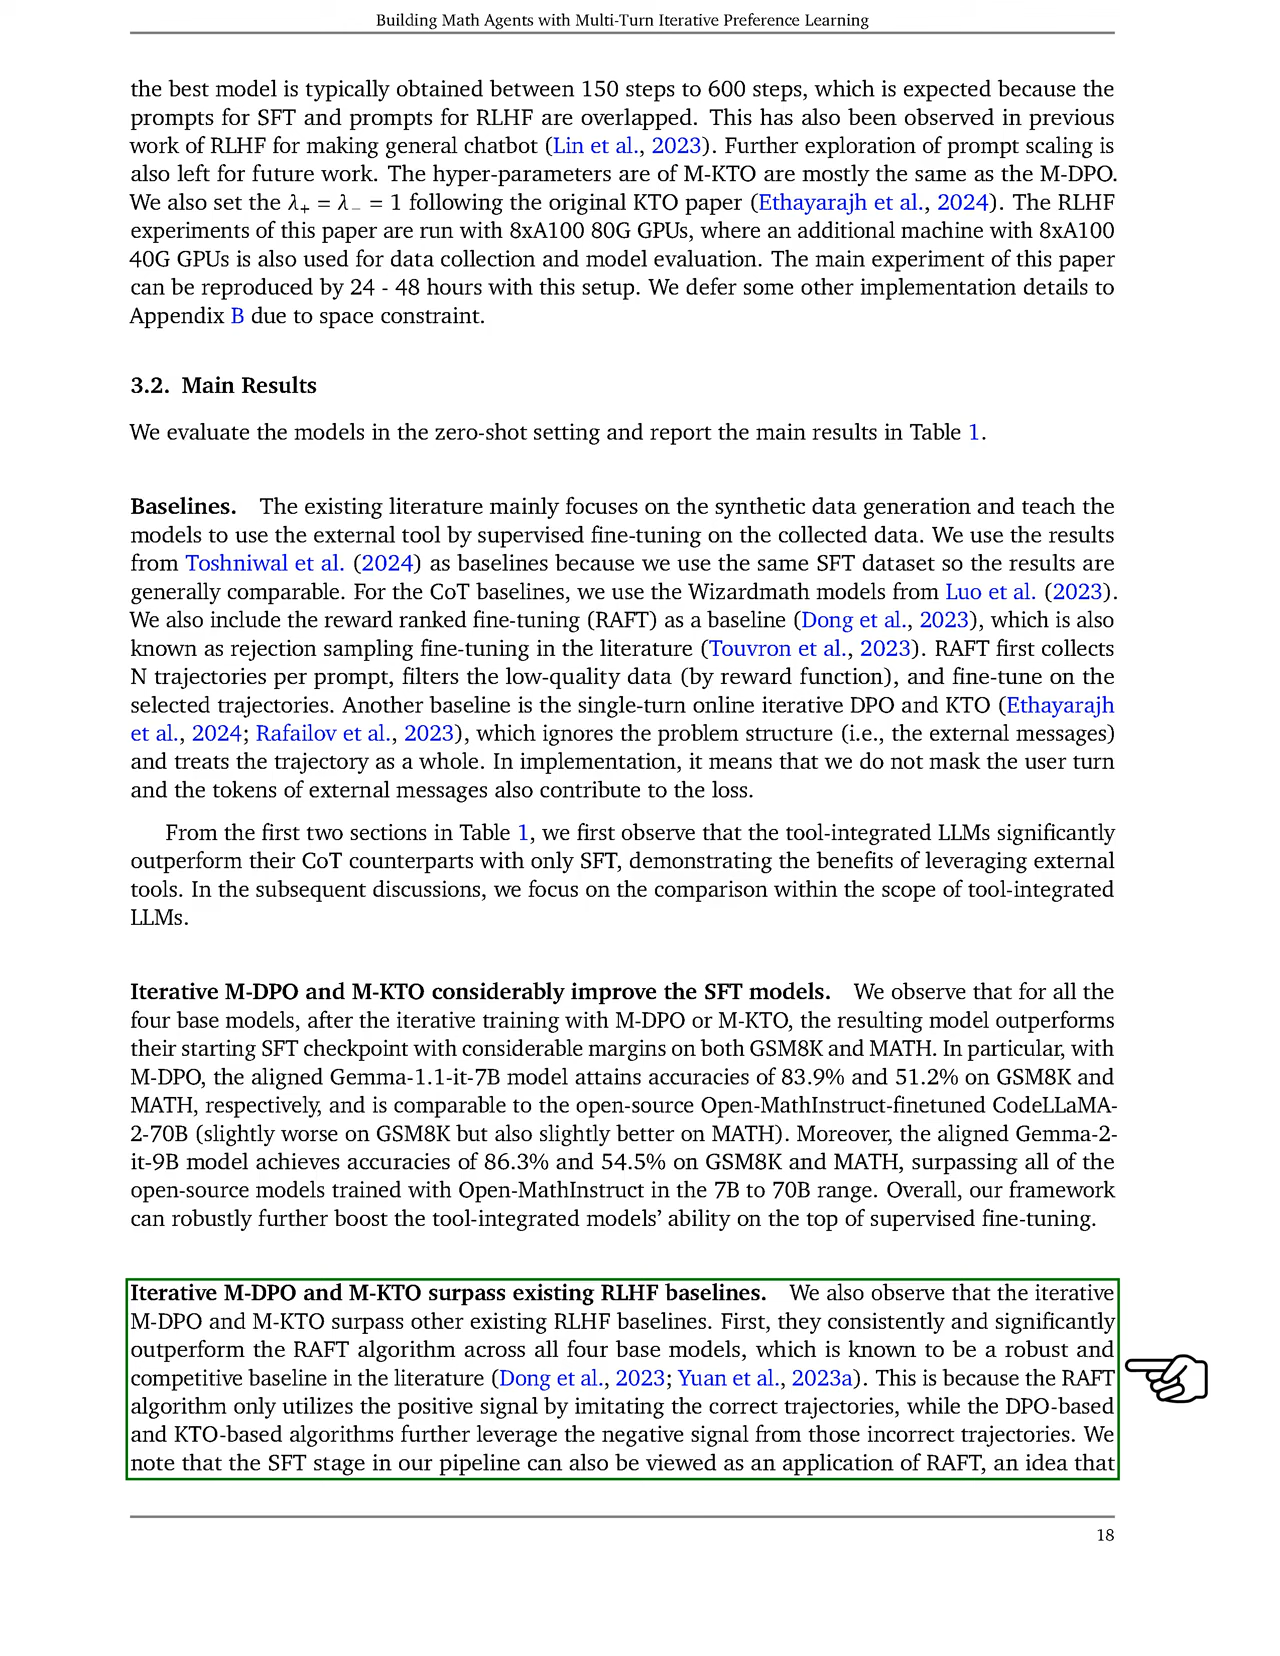 Building Math Agents with Multi-Turn Iterative Preference Learning
the best model is typically obtained between 150 steps to 600 steps, which is expected because the
prompts for SFT and prompts for RLHF are overlapped. This has also been observed in previous
work of RLHF for making general chatbot (Lin et al., 2023). Further exploration of prompt scaling is
also left for future work. The hyper-parameters are of M-KTO are mostly the same as the M-DPO.
We also set the λ₊ = λ₋ = 1 following the original KTO paper (Ethayarajh et al., 2024). The RLHF
experiments of this paper are run with 8xA100 80G GPUs, where an additional machine with 8xA100
40G GPUs is also used for data collection and model evaluation. The main experiment of this paper
can be reproduced by 24 - 48 hours with this setup. We defer some other implementation details to
Appendix B due to space constraint.
3.2. Main Results
We evaluate the models in the zero-shot setting and report the main results in Table 1.
Baselines. The existing literature mainly focuses on the synthetic data generation and teach the
models to use the external tool by supervised fine-tuning on the collected data. We use the results
from Toshniwal et al. (2024) as baselines because we use the same SFT dataset so the results are
generally comparable. For the CoT baselines, we use the Wizardmath models from Luo et al. (2023).
We also include the reward ranked fine-tuning (RAFT) as a baseline (Dong et al., 2023), which is also
known as rejection sampling fine-tuning in the literature (Touvron et al., 2023). RAFT first collects
N trajectories per prompt, filters the low-quality data (by reward function), and fine-tune on the
selected trajectories. Another baseline is the single-turn online iterative DPO and KTO (Ethayarajh
et al., 2024; Rafailov et al., 2023), which ignores the problem structure (i.e., the external messages)
and treats the trajectory as a whole. In implementation, it means that we do not mask the user turn
and the tokens of external messages also contribute to the loss.
From the first two sections in Table 1, we first observe that the tool-integrated LLMs significantly
outperform their CoT counterparts with only SFT, demonstrating the benefits of leveraging external
tools. In the subsequent discussions, we focus on the comparison within the scope of tool-integrated
LLMs.
Iterative M-DPO and M-KTO considerably improve the SFT models. We observe that for all the
four base models, after the iterative training with M-DPO or M-KTO, the resulting model outperforms
their starting SFT checkpoint with considerable margins on both GSM8K and MATH. In particular, with
M-DPO, the aligned Gemma-1.1-it-7B model attains accuracies of 83.9% and 51.2% on GSM8K and
MATH, respectively, and is comparable to the open-source Open-MathInstruct-finetuned CodeLLaMA-
2-70B (slightly worse on GSM8K but also slightly better on MATH). Moreover, the aligned Gemma-2-
it-9B model achieves accuracies of 86.3% and 54.5% on GSM8K and MATH, surpassing all of the
open-source models trained with Open-MathInstruct in the 7B to 70B range. Overall, our framework
can robustly further boost the tool-integrated models' ability on the top of supervised fine-tuning.
Iterative M-DPO and M-KTO surpass existing RLHF baselines. We also observe that the iterative
M-DPO and M-KTO surpass other existing RLHF baselines. First, they consistently and significantly
outperform the RAFT algorithm across all four base models, which is known to be a robust and
competitive baseline in the literature (Dong et al., 2023; Yuan et al., 2023a). This is because the RAFT
algorithm only utilizes the positive signal by imitating the correct trajectories, while the DPO-based
and KTO-based algorithms further leverage the negative signal from those incorrect trajectories. We
note that the SFT stage in our pipeline can also be viewed as an application of RAFT, an idea that
18